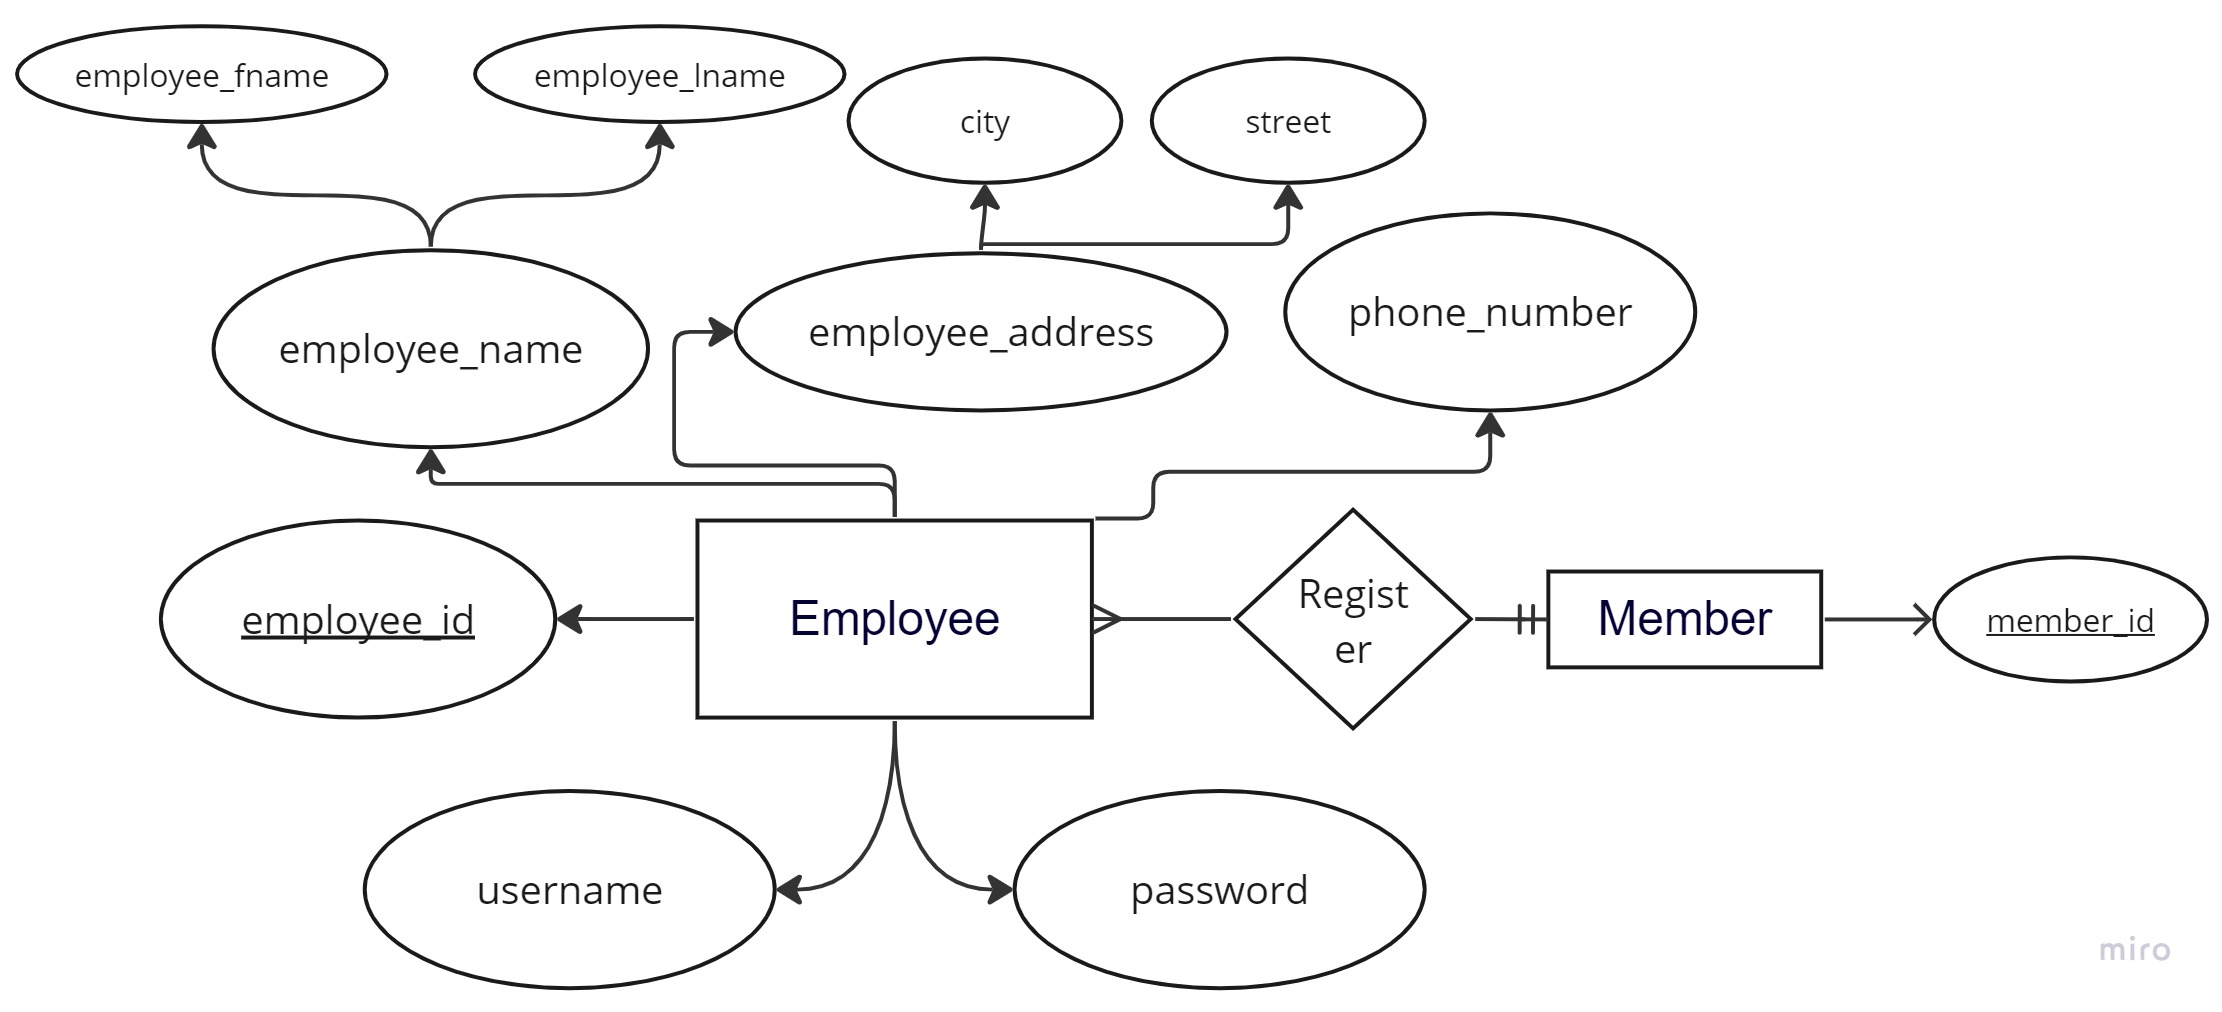 employee_fname
employee_lname
city
street
phone_number
employee_address
employee_name
employee_id
Employee
Regist
er
Member
member_id
username
password
miro